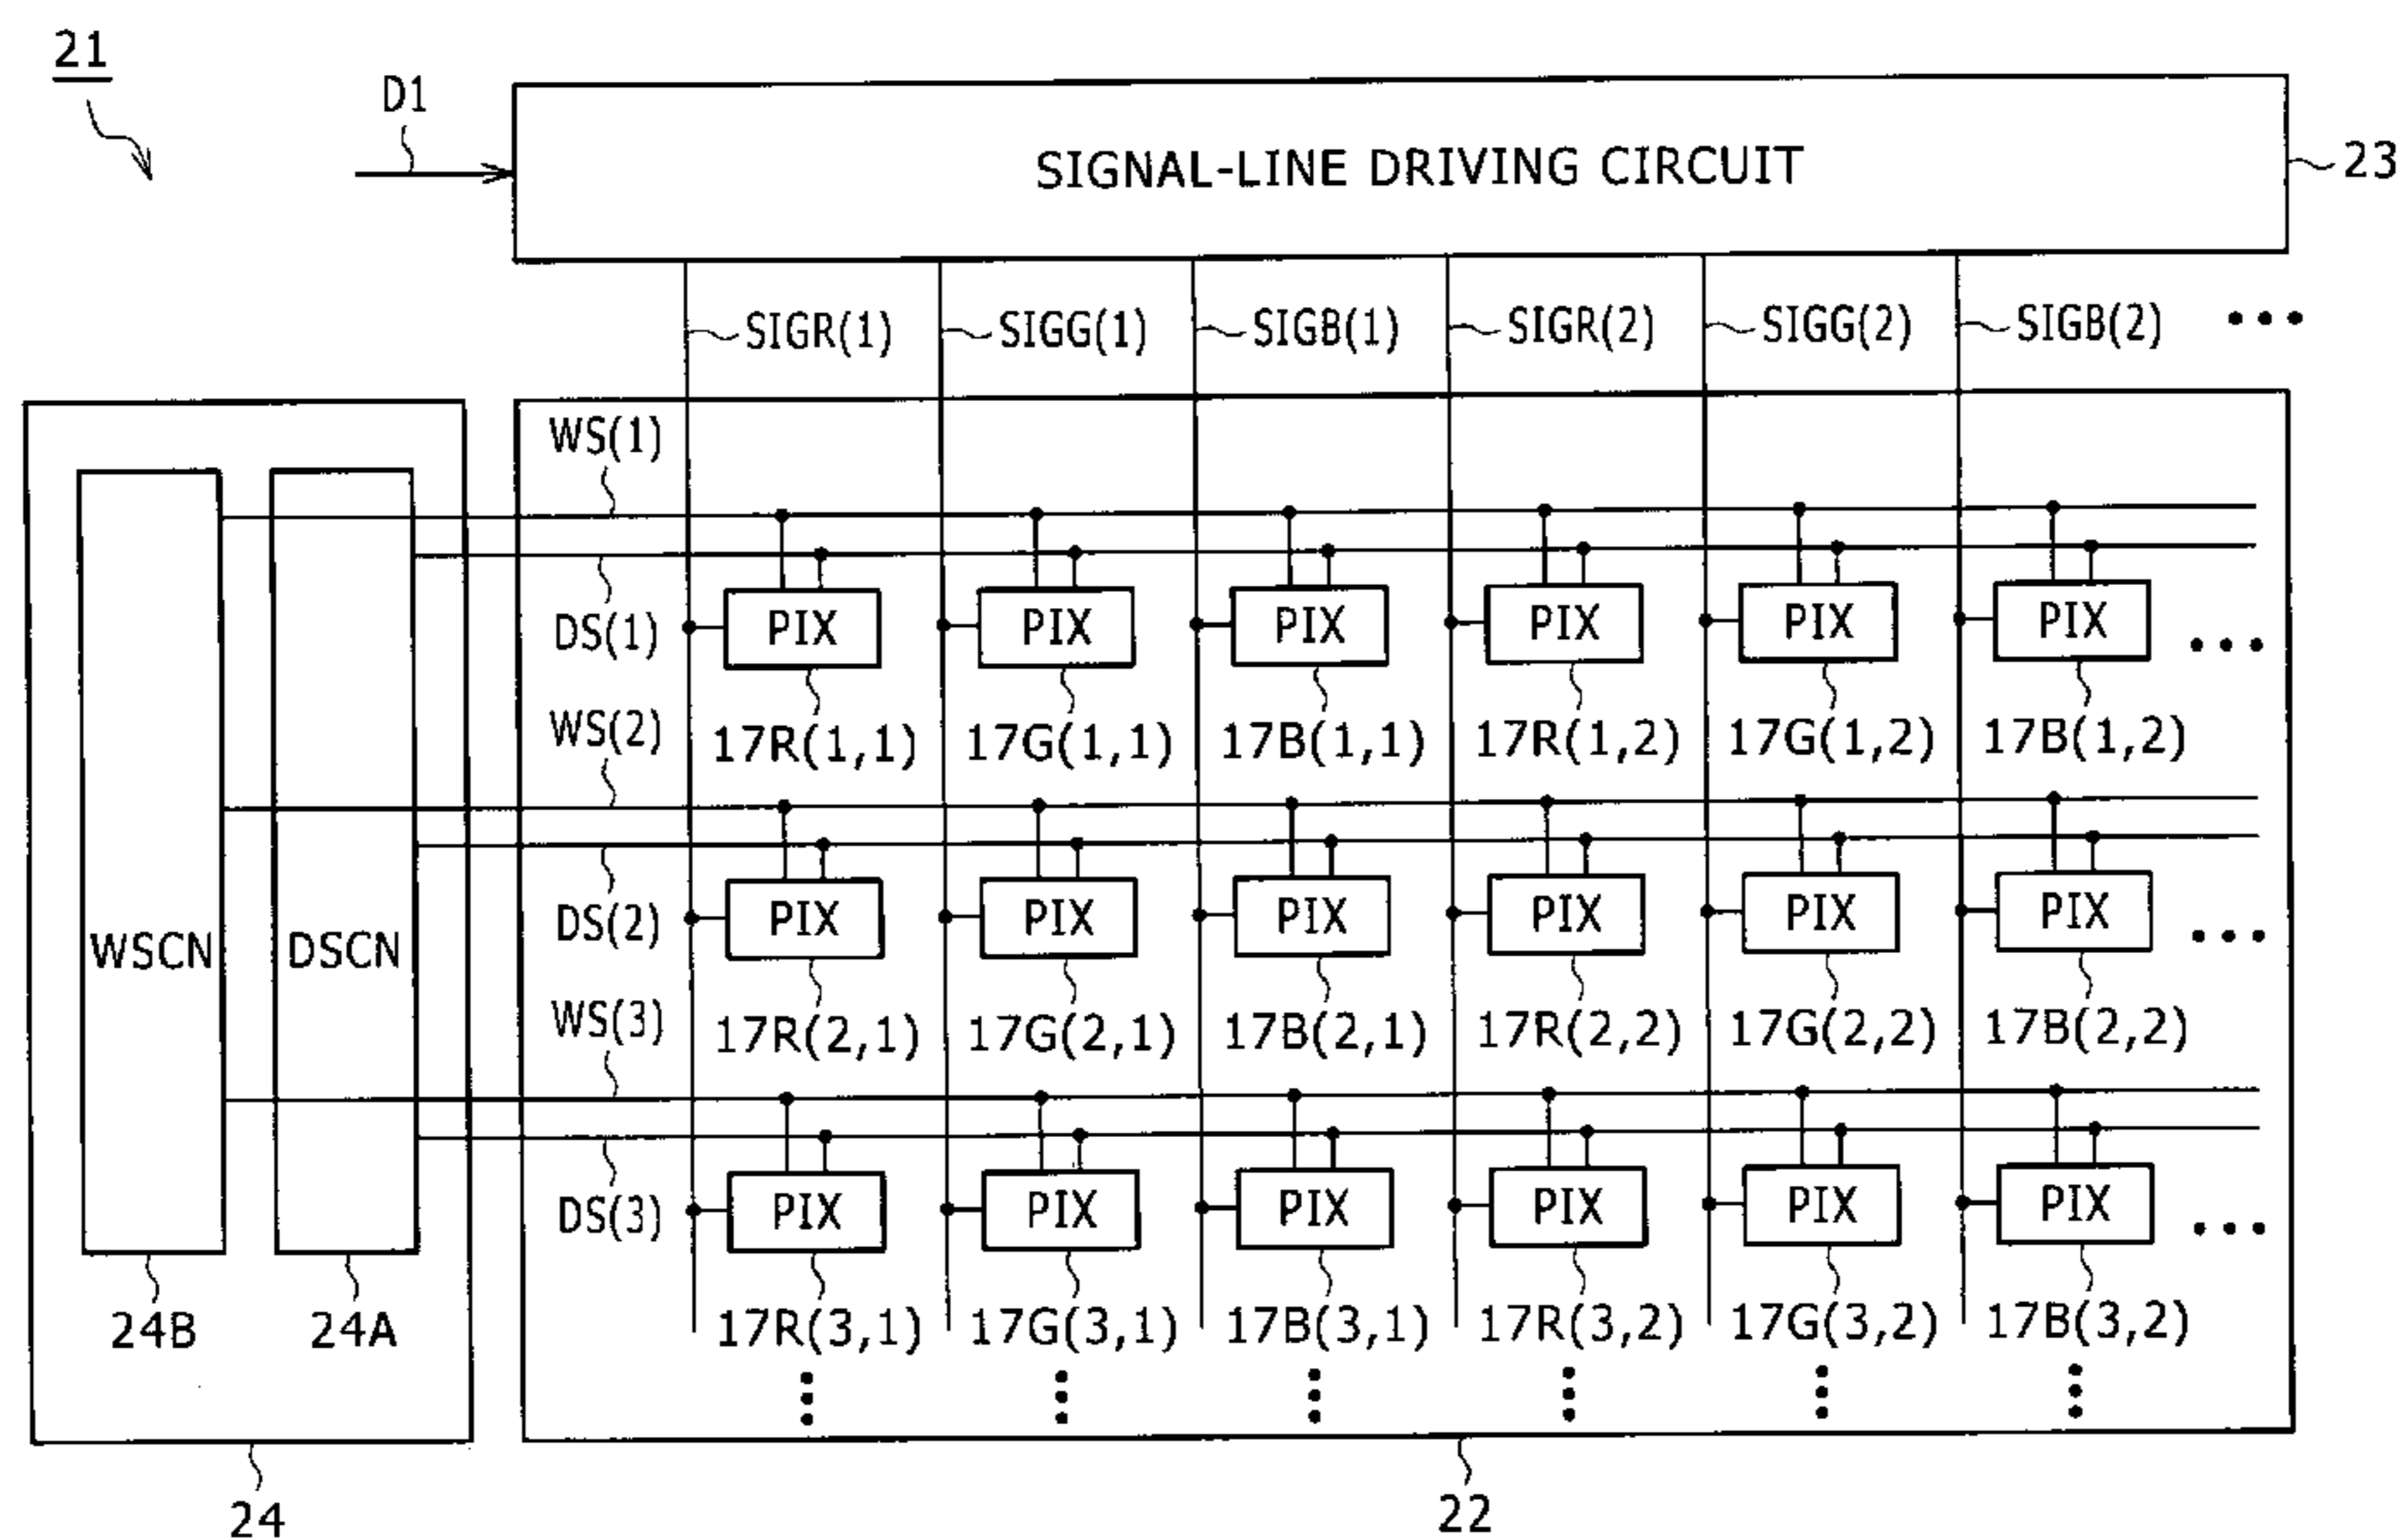 21
D1
SIGNAL-LINE DRIVING CIRCUIT
23
SIGR(1) SIGG(1) SIGB(1) SIGR(2) SIGG(2) SIGB(2) •••
WS(1)
DS(1) PIX PIX PIX PIX PIX PIX •••
17R(1,1) 17G(1,1) 17B(1,1) 17R(1,2) 17G(1,2) 17B(1,2)
WS(2)
DS(2) PIX PIX PIX PIX PIX PIX •••
WSCN DSCN
17R(2,1) 17G(2,1) 17B(2,1) 17R(2,2) 17G(2,2) 17B(2,2)
WS(3)
DS(3) PIX PIX PIX PIX PIX PIX •••
24B 24A
17R(3,1) 17G(3,1) 17B(3,1) 17R(3,2) 17G(3,2) 17B(3,2)
24
22